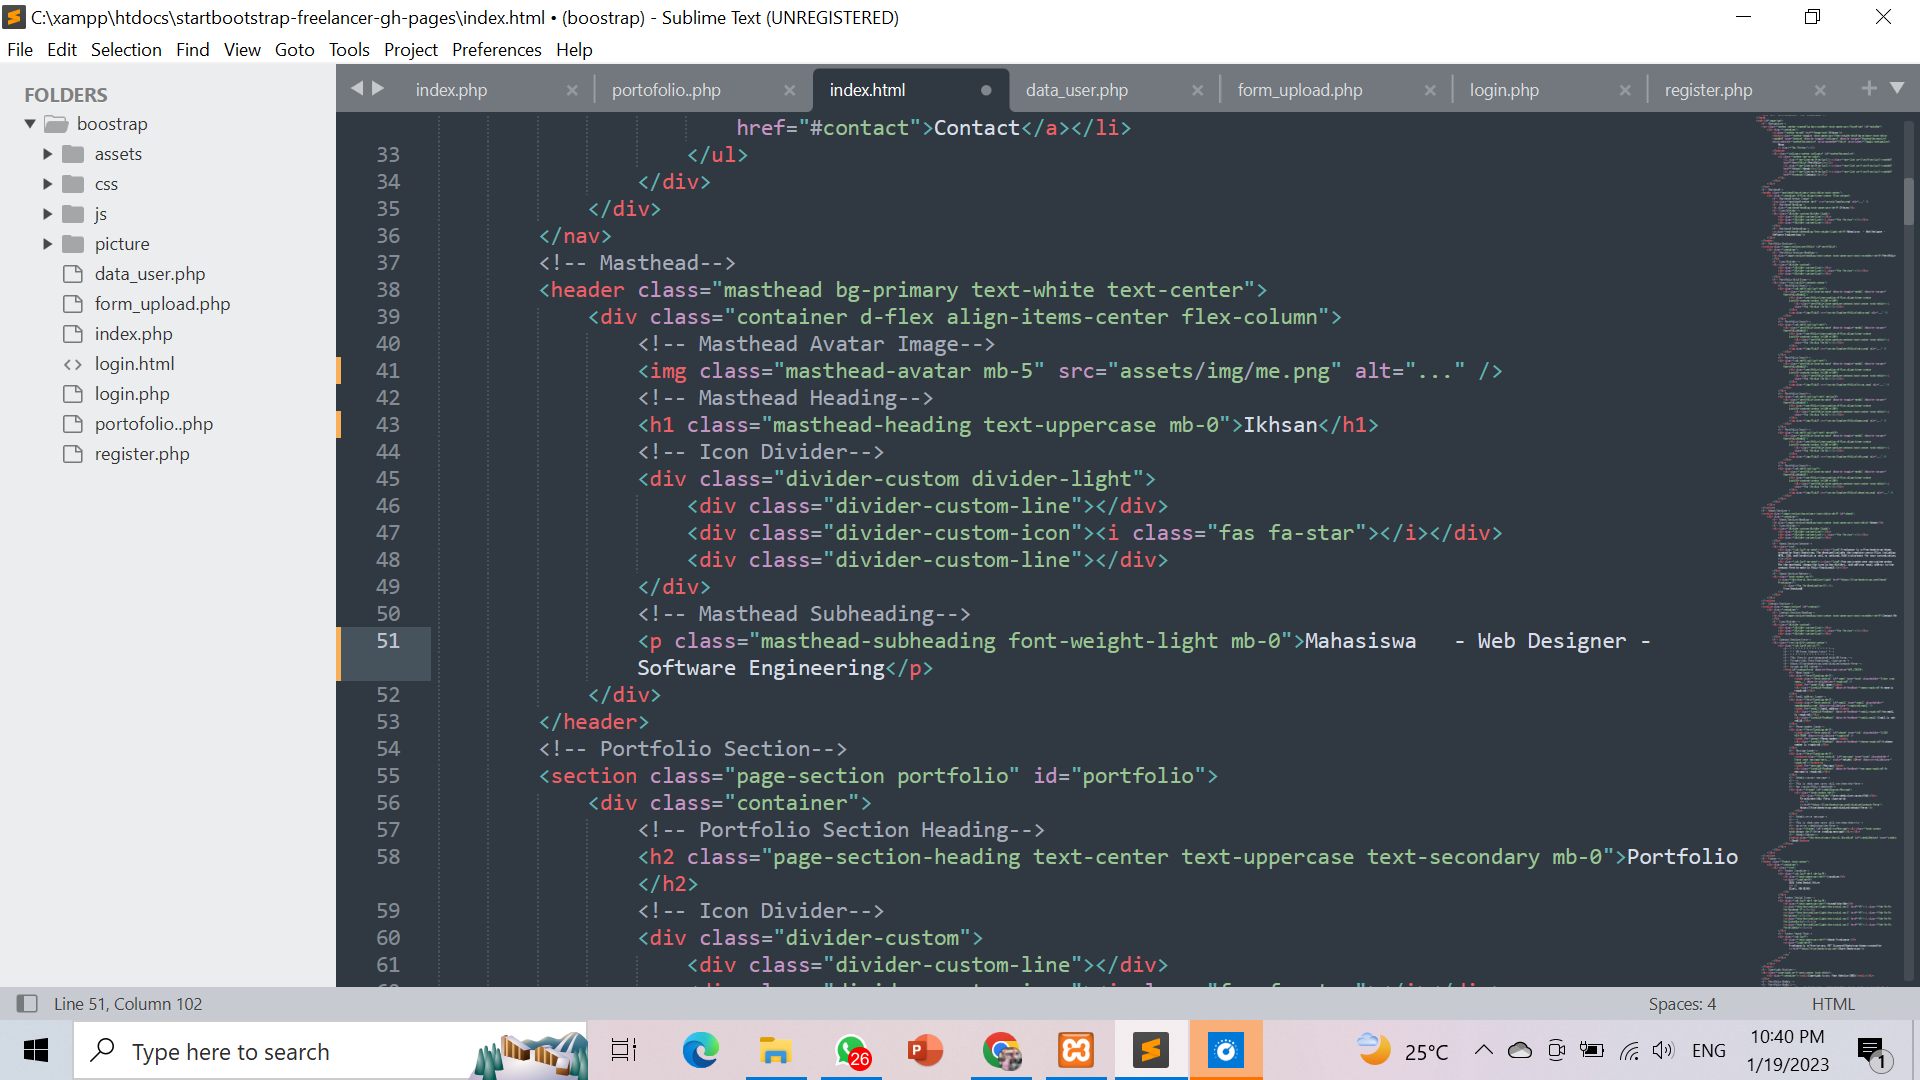 C:\xampp\htdocs\startbootstrap-freelancer-gh-pages\index.html • (boostrap) - Sublime Text (UNREGISTERED)
File Edit Selection Find View Goto Tools Project Preferences Help
FOLDERS
boostrap
assets
css
js
picture
data_user.php
form_upload.php
index.php
login.html
login.php
portofolio..php
register.php
index.php portofolio..php index.html data_user.php form_upload.php login.php register.php
href="#contact">Contact</a></li>
33 </ul>
34 </div>
35 </div>
36 </nav>
37 <!-- Masthead-->
38 <header class="masthead bg-primary text-white text-center">
39 <div class="container d-flex align-items-center flex-column">
40 <!-- Masthead Avatar Image-->
41 <img class="masthead-avatar mb-5" src="assets/img/me.png" alt="..." />
42 <!-- Masthead Heading-->
43 <h1 class="masthead-heading text-uppercase mb-0">Ikhsan</h1>
44 <!-- Icon Divider-->
45 <div class="divider-custom divider-light">
46 <div class="divider-custom-line"></div>
47 <div class="divider-custom-icon"><i class="fas fa-star"></i></div>
48 <div class="divider-custom-line"></div>
49 </div>
50 <!-- Masthead Subheading-->
51 <p class="masthead-subheading font-weight-light mb-0">Mahasiswa   - Web Designer -
Software Engineering</p>
52 </div>
53 </header>
54 <!-- Portfolio Section-->
55 <section class="page-section portfolio" id="portfolio">
56 <div class="container">
57 <!-- Portfolio Section Heading-->
58 <h2 class="page-section-heading text-center text-uppercase text-secondary mb-0">Portfolio
</h2>
59 <!-- Icon Divider-->
60 <div class="divider-custom">
61 <div class="divider-custom-line"></div>
Line 51, Column 102
Spaces: 4 HTML
Type here to search
26
25°C
ENG
10:40 PM
1/19/2023
1